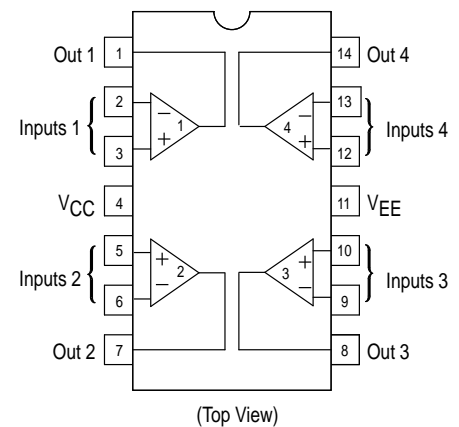 Out 1 1 14 Out 4
2 − 13 −
Inputs 1 1 4 Inputs 4
3 + 12 +
VCC 4 11 VEE
5 + 10 +
Inputs 2 2 3 Inputs 3
6 − 9 −
Out 2 7 8 Out 3
(Top View)